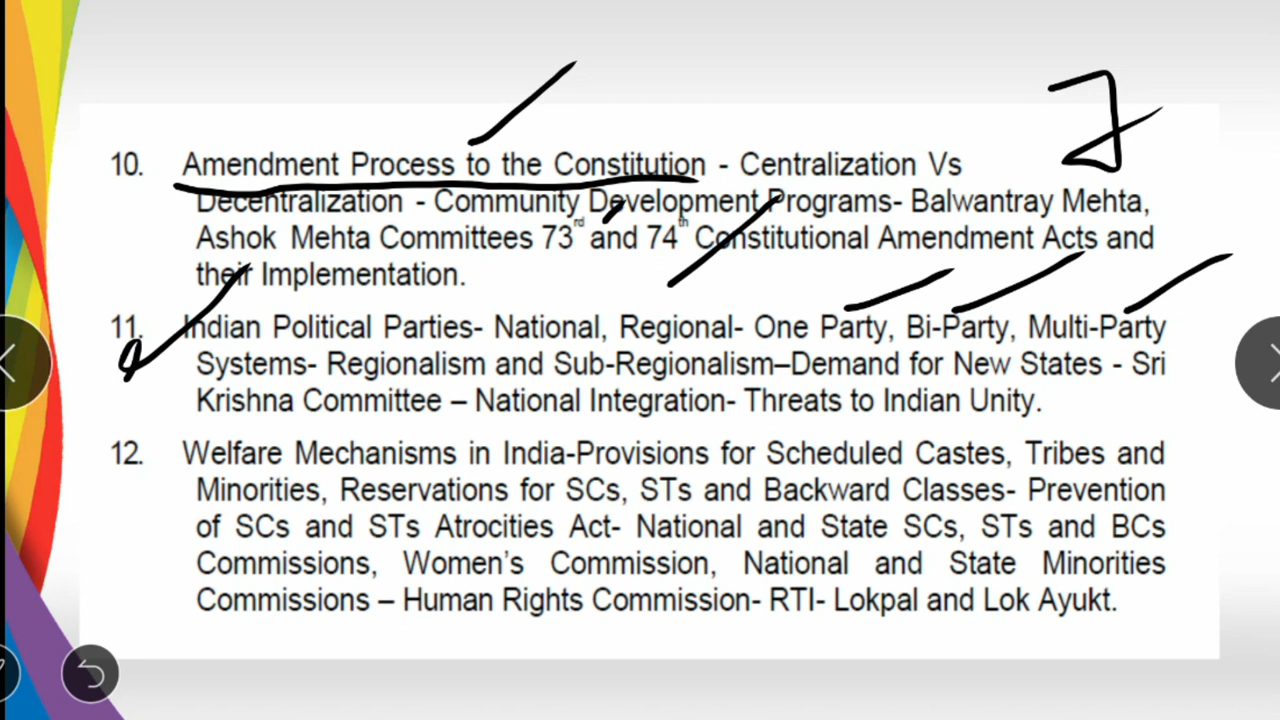 10. Amendment Process to the Constitution - Centralization Vs
Decentralization - Community Development Programs- Balwantray Mehta,
Ashok Mehta Committees 73rd and 74th Constitutional Amendment Acts and
their Implementation.
11. Indian Political Parties- National, Regional- One Party, Bi-Party, Multi-Party
Systems- Regionalism and Sub-Regionalism–Demand for New States - Sri
Krishna Committee – National Integration- Threats to Indian Unity.
12. Welfare Mechanisms in India-Provisions for Scheduled Castes, Tribes and
Minorities, Reservations for SCs, STs and Backward Classes- Prevention
of SCs and STs Atrocities Act- National and State SCs, STs and BCs
Commissions, Women’s Commission, National and State Minorities
Commissions – Human Rights Commission- RTI- Lokpal and Lok Ayukt.